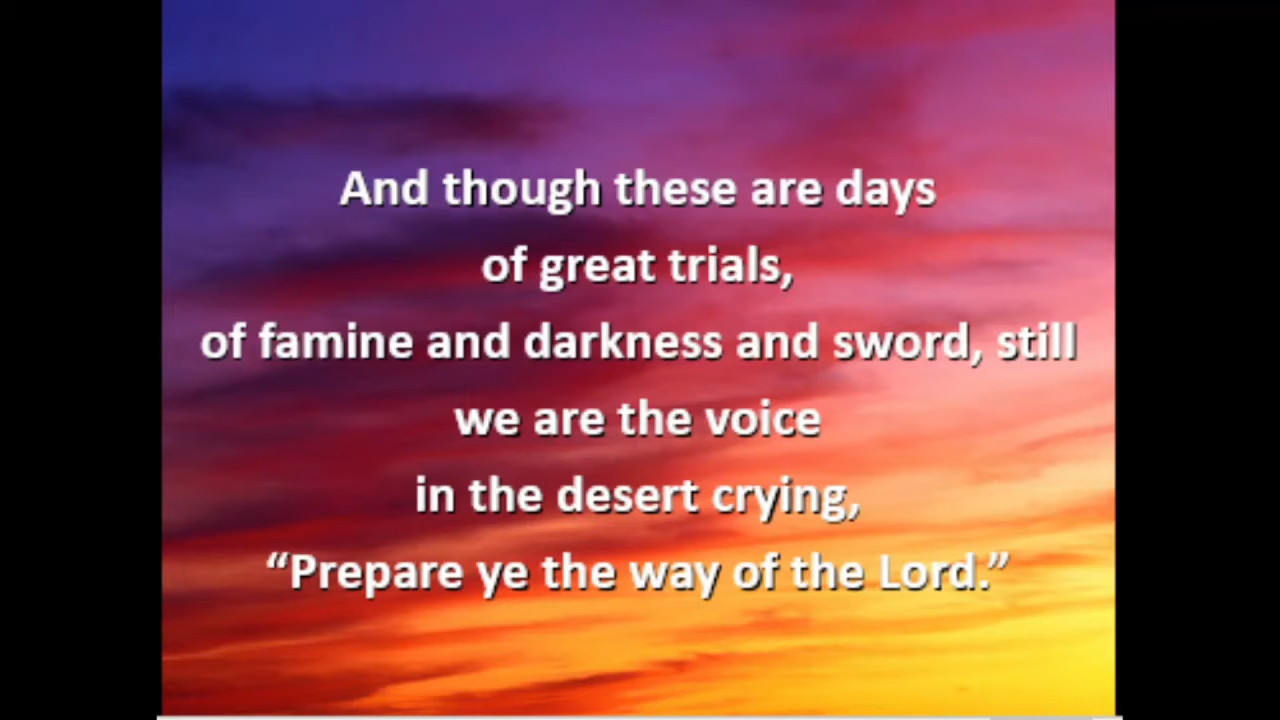 And though these are days
of great trials,
of famine and darkness and sword, still
we are the voice
in the desert crying,
“Prepare ye the way of the Lord.”